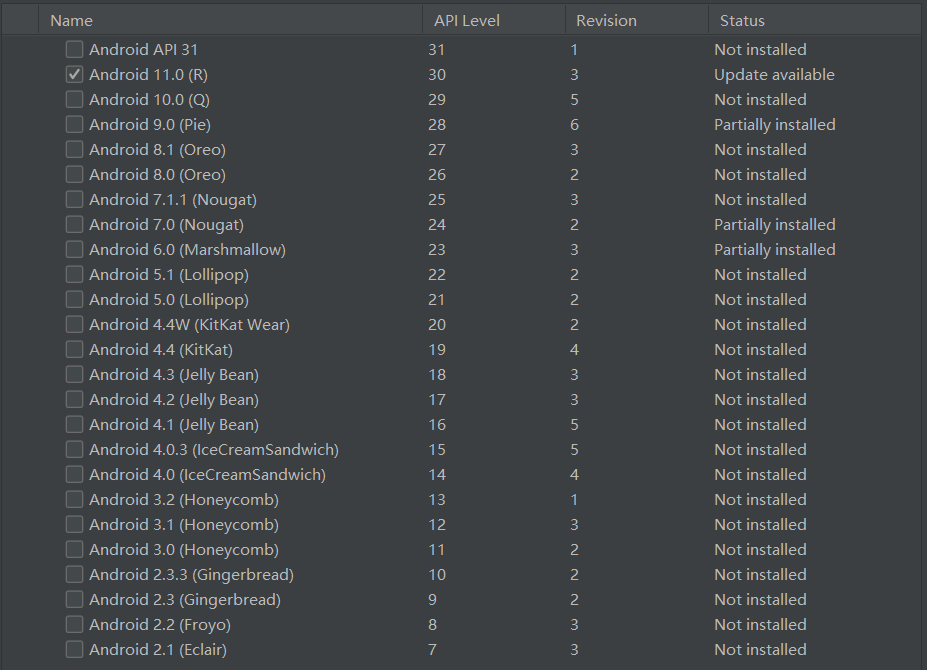 Name API Level Revision Status
Android API 31 31 1 Not installed
Android 11.0 (R) 30 3 Update available
Android 10.0 (Q) 29 5 Not installed
Android 9.0 (Pie) 28 6 Partially installed
Android 8.1 (Oreo) 27 3 Not installed
Android 8.0 (Oreo) 26 2 Not installed
Android 7.1.1 (Nougat) 25 3 Not installed
Android 7.0 (Nougat) 24 2 Partially installed
Android 6.0 (Marshmallow) 23 3 Partially installed
Android 5.1 (Lollipop) 22 2 Not installed
Android 5.0 (Lollipop) 21 2 Not installed
Android 4.4W (KitKat Wear) 20 2 Not installed
Android 4.4 (KitKat) 19 4 Not installed
Android 4.3 (Jelly Bean) 18 3 Not installed
Android 4.2 (Jelly Bean) 17 3 Not installed
Android 4.1 (Jelly Bean) 16 5 Not installed
Android 4.0.3 (IceCreamSandwich) 15 5 Not installed
Android 4.0 (IceCreamSandwich) 14 4 Not installed
Android 3.2 (Honeycomb) 13 1 Not installed
Android 3.1 (Honeycomb) 12 3 Not installed
Android 3.0 (Honeycomb) 11 2 Not installed
Android 2.3.3 (Gingerbread) 10 2 Not installed
Android 2.3 (Gingerbread) 9 2 Not installed
Android 2.2 (Froyo) 8 3 Not installed
Android 2.1 (Eclair) 7 3 Not installed